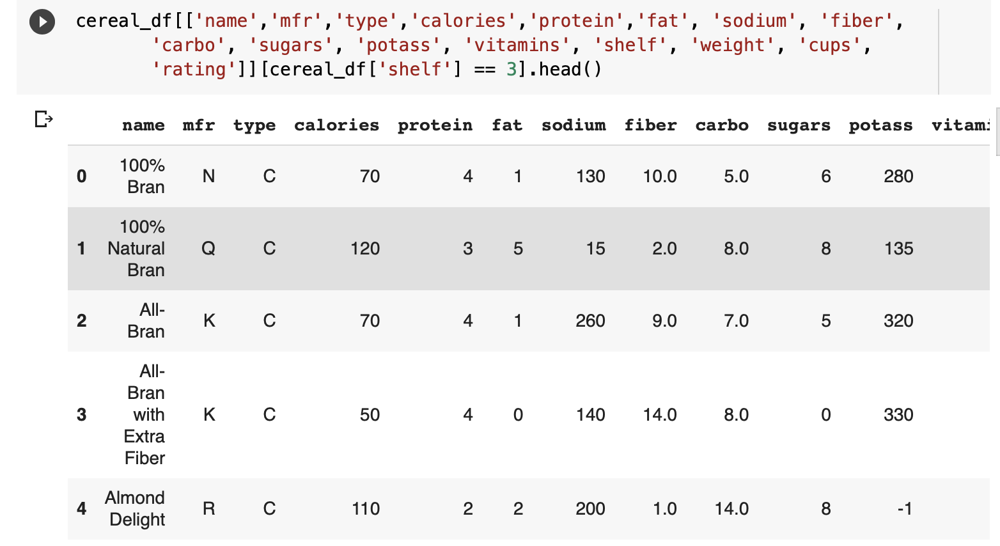 cereal_df[['name','mfr','type','calories','protein','fat', 'sodium', 'fiber',
'carbo', 'sugars', 'potass', 'vitamins', 'shelf', 'weight', 'cups',
'rating']][cereal_df['shelf'] == 3].head()
name mfr type calories protein fat sodium fiber carbo sugars potass vitami
0 100% Bran N C 70 4 1 130 10.0 5.0 6 280
1 100% Natural Bran Q C 120 3 5 15 2.0 8.0 8 135
2 All-Bran K C 70 4 1 260 9.0 7.0 5 320
3 All-Bran with Extra Fiber K C 50 4 0 140 14.0 8.0 0 330
4 Almond Delight R C 110 2 2 200 1.0 14.0 8 -1